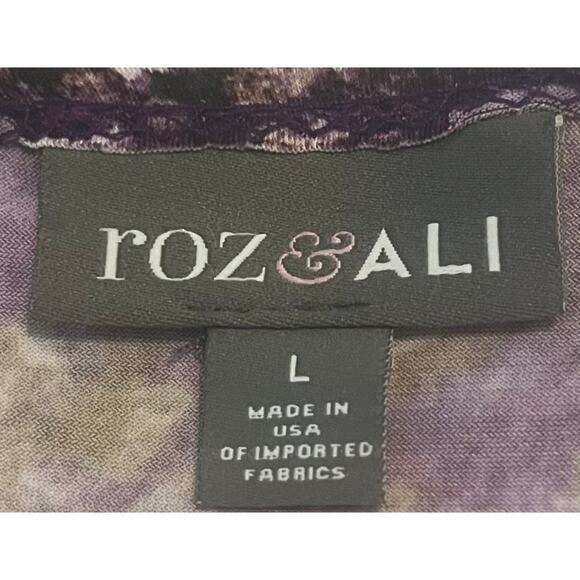 roz&ALI
L
MADE IN
USA
OF IMPORTED
FABRICS